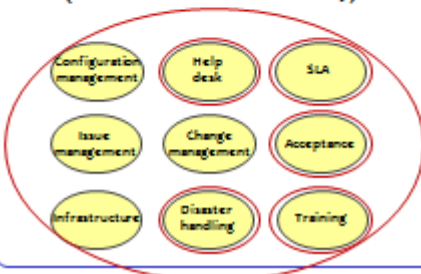 Configuration
management
Help
desk
SLA
Issue
management
Change
management
Acceptance
Infrastructure
Disaster
handling
Training